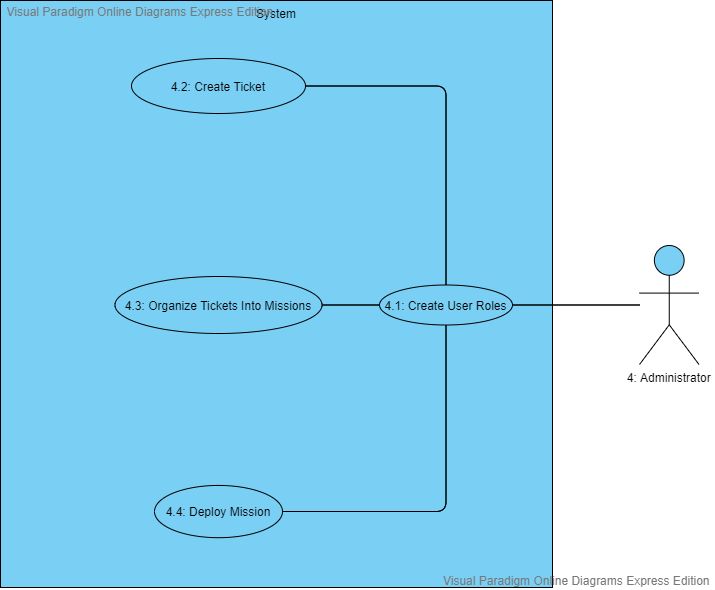 Visual Paradigm Online Diagrams Express Edition
System
4.2: Create Ticket
4.3: Organize Tickets Into Missions
4.1: Create User Roles
4: Administrator
4.4: Deploy Mission
Visual Paradigm Online Diagrams Express Edition